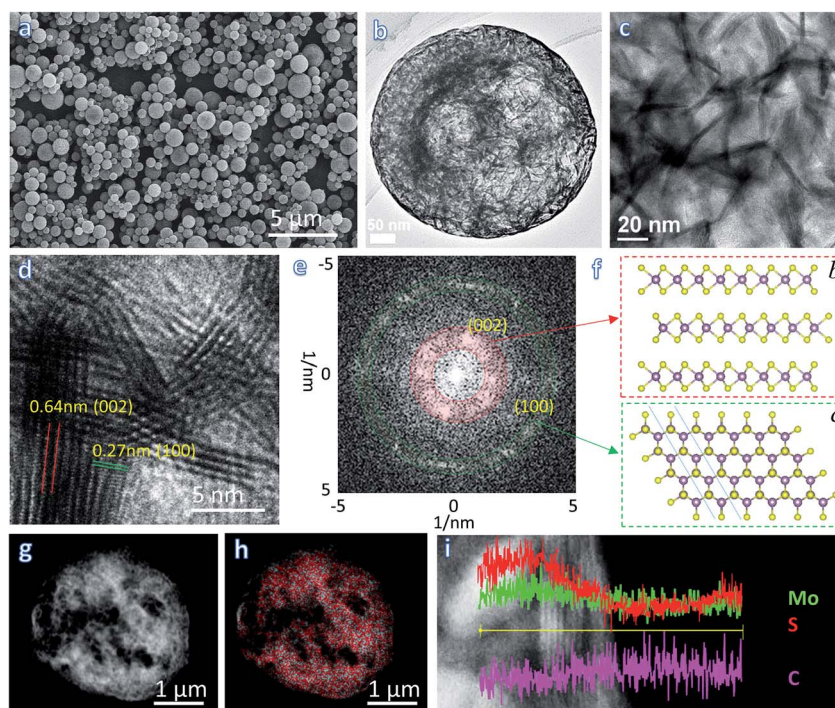 a
5 μm
b
50 nm
c
20 nm
d
0.64nm (002)
0.27nm (100)
5 nm
e
-5
1/nm
0
5
-5
0
5
1/nm
(002)
(100)
f
b
c
g
1 μm
h
1 μm
i
Mo
S
C